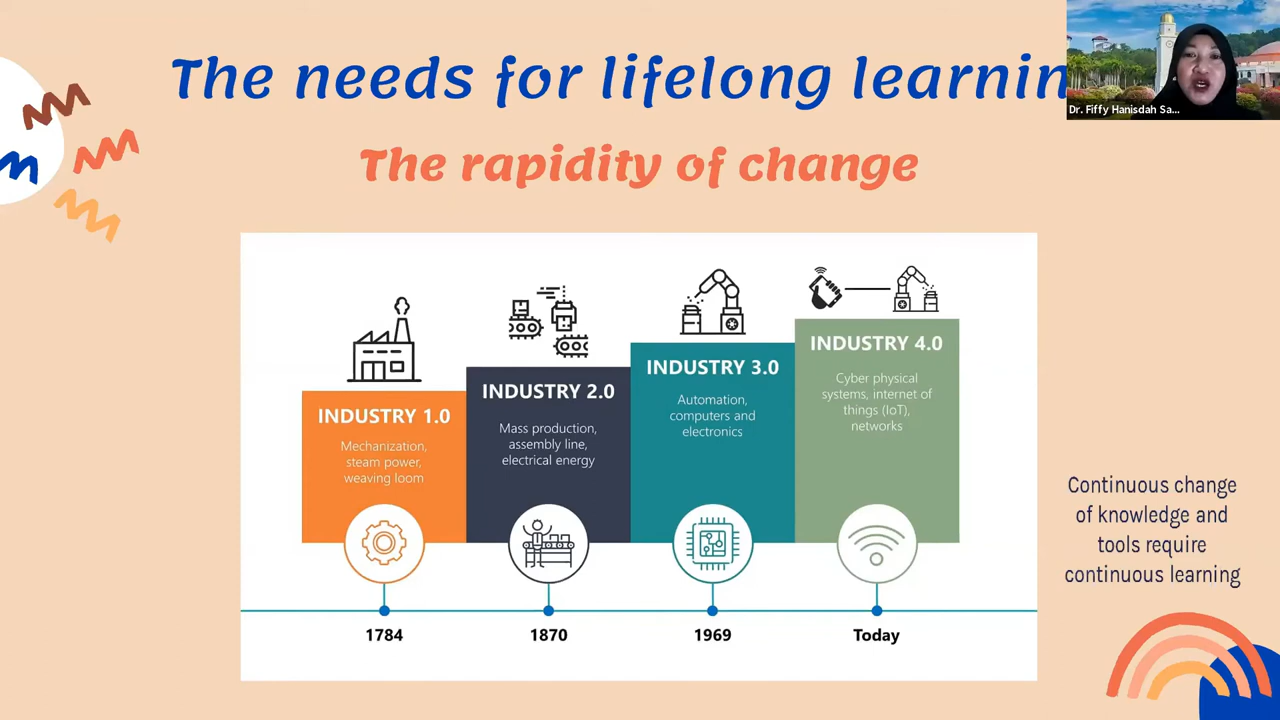 The needs for lifelong learnin
Dr. Fiffy Hanisdah Sa...
The rapidity of change
INDUSTRY 1.0
Mechanization,
steam power,
weaving loom
INDUSTRY 2.0
Mass production,
assembly line,
electrical energy
INDUSTRY 3.0
Automation,
computers and
electronics
INDUSTRY 4.0
Cyber physical
systems, internet of
things (IoT),
networks
1784
1870
1969
Today
Continuous change
of knowledge and
tools require
continuous learning